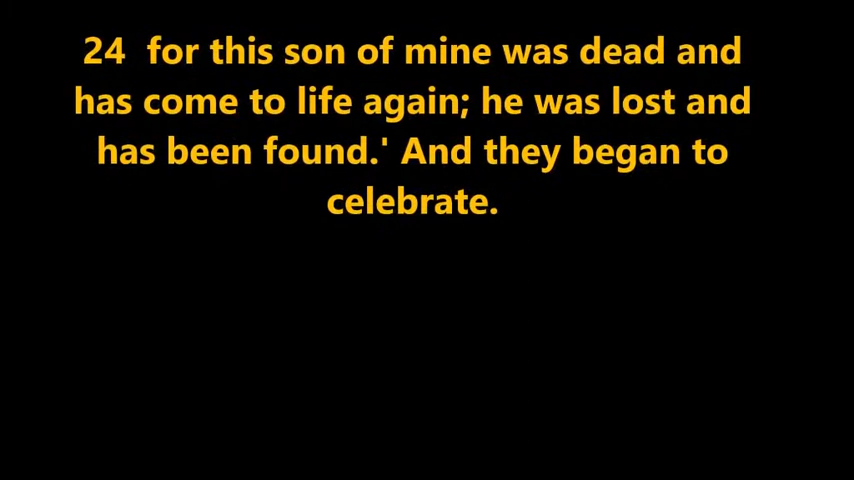 24  for this son of mine was dead and
has come to life again; he was lost and
has been found.' And they began to
celebrate.